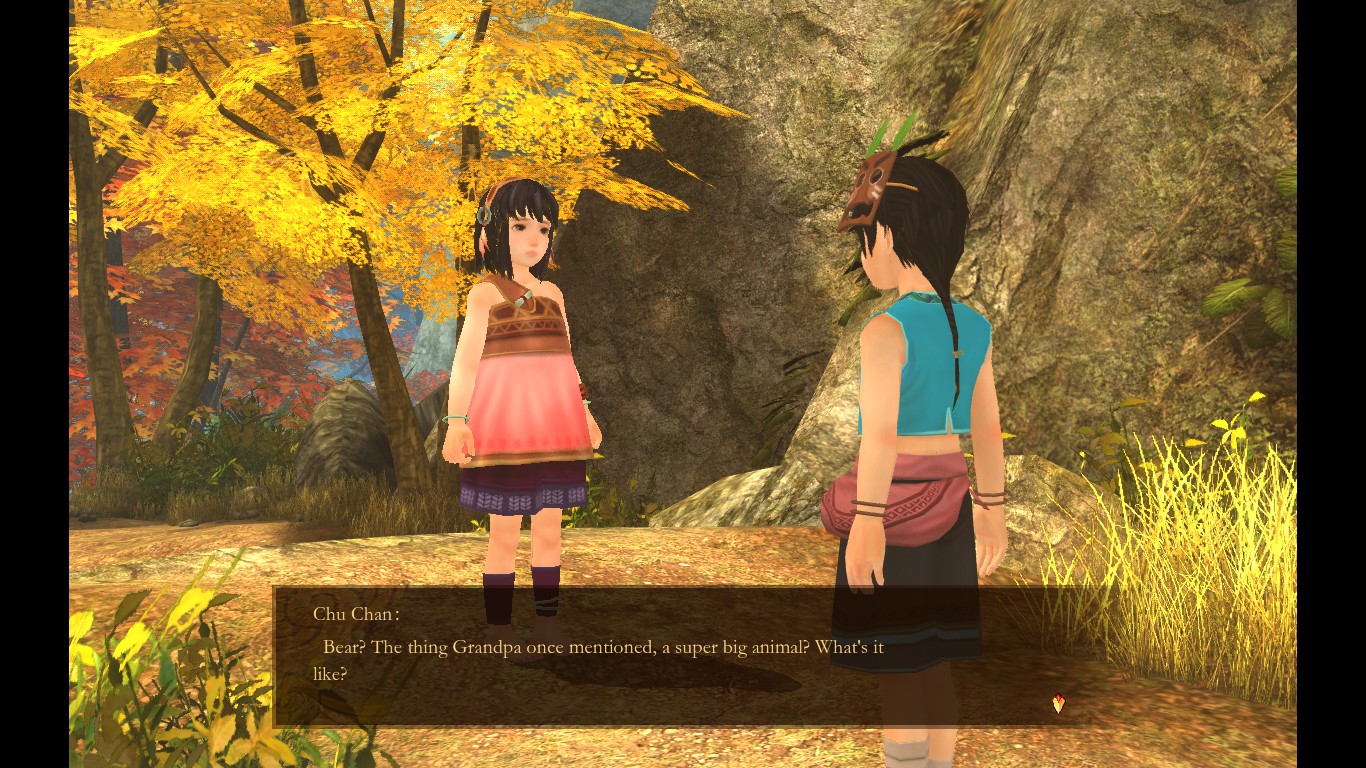 Chu Chan:
Bear? The thing Grandpa once mentioned, a super big animal? What's it
like?